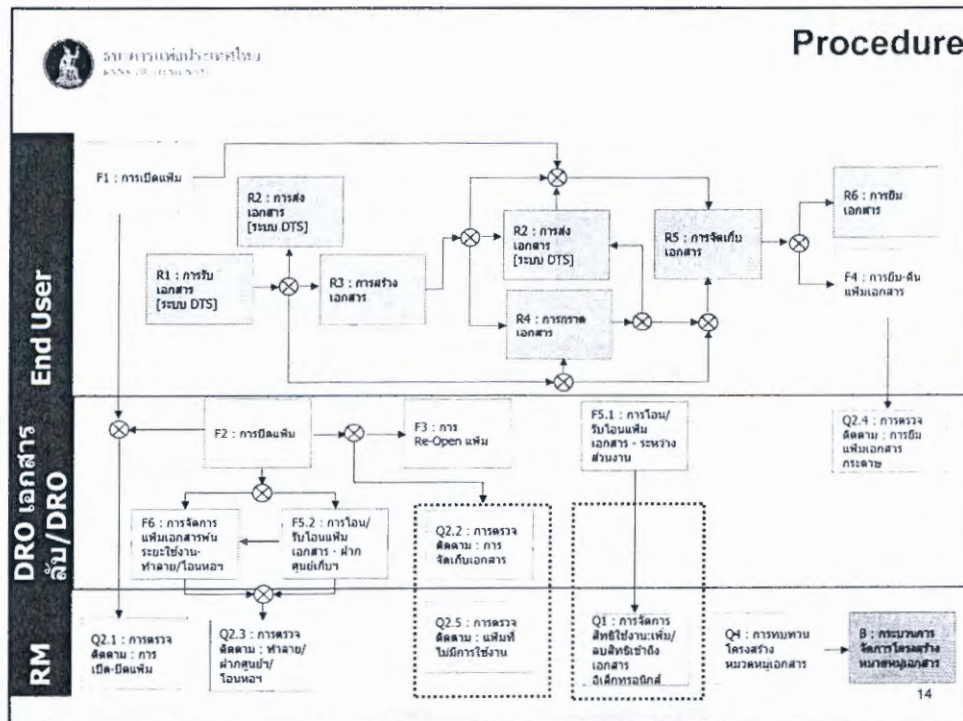 ธนาคารแห่งประเทศไทย
Procedure
End User
DRO เอกสาร
ลับ/DRO
RM
F1 : การเปิดแฟ้ม
R2 : การส่ง
เอกสาร
[ระบบ DTS]
R1 : การรับ
เอกสาร
[ระบบ DTS]
R3 : การสร้าง
เอกสาร
R2 : การส่ง
เอกสาร
[ระบบ DTS]
R4 : การกราด
เอกสาร
R5 : การจัดเก็บ
เอกสาร
R6 : การยืม
เอกสาร
F4 : การยืม-คืน
แฟ้มเอกสาร
F2 : การปิดแฟ้ม
F3 : การ
Re-Open แฟ้ม
F5.1 : การโอน/
รับโอนแฟ้ม
เอกสาร - ระหว่าง
ส่วนงาน
Q2.4 : การตรวจ
ติดตาม : การยืม
แฟ้มเอกสาร
กระดาษ
F6 : การจัดการ
แฟ้มเอกสารพ้น
ระยะใช้งาน-
ทำลาย/โอนหอฯ
F5.2 : การโอน/
รับโอนแฟ้ม
เอกสาร - ฝาก
ศูนย์เก็บฯ
Q2.2 : การตรวจ
ติดตาม : การ
จัดเก็บเอกสาร
Q2.1 : การตรวจ
ติดตาม : การ
เปิด-ปิดแฟ้ม
Q2.3 : การตรวจ
ติดตาม : ทำลาย/
ฝากศูนย์ฯ/
โอนหอฯ
Q2.5 : การตรวจ
ติดตาม : แฟ้มที่
ไม่มีการใช้งาน
Q1 : การจัดการ
สิทธิใช้งาน:เพิ่ม/
ลบสิทธิเข้าถึง
เอกสาร
อิเล็กทรอนิกส์
Q4 : การทบทวน
โครงสร้าง
หมวดหมู่เอกสาร
B : กระบวนการ
จัดการโครงสร้าง
หมวดหมู่เอกสาร
14